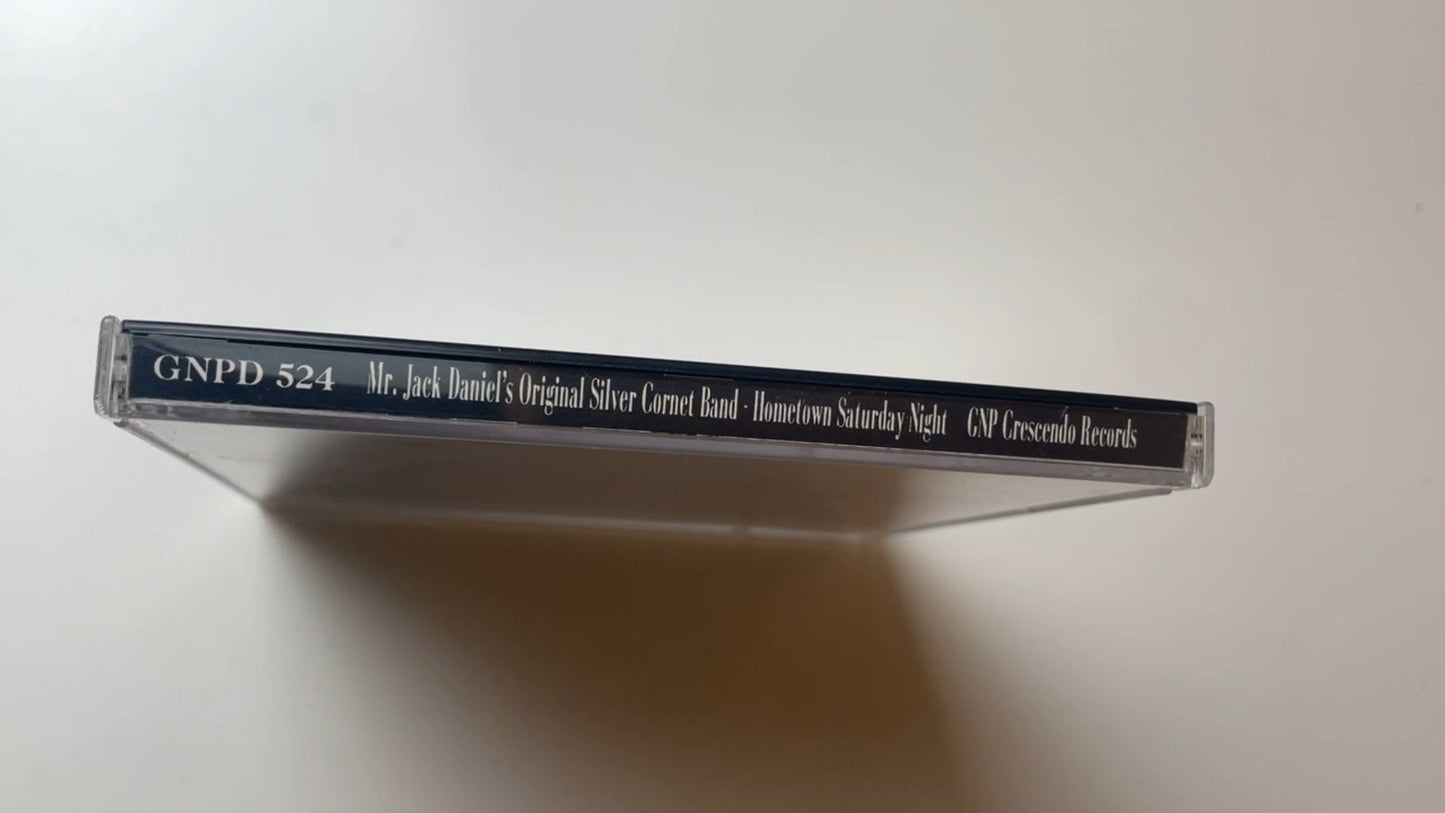 GNPD 524 Mr. Jack Daniel's Original Silver Cornet Band - Hometown Saturday Night GNP Crescendo Records